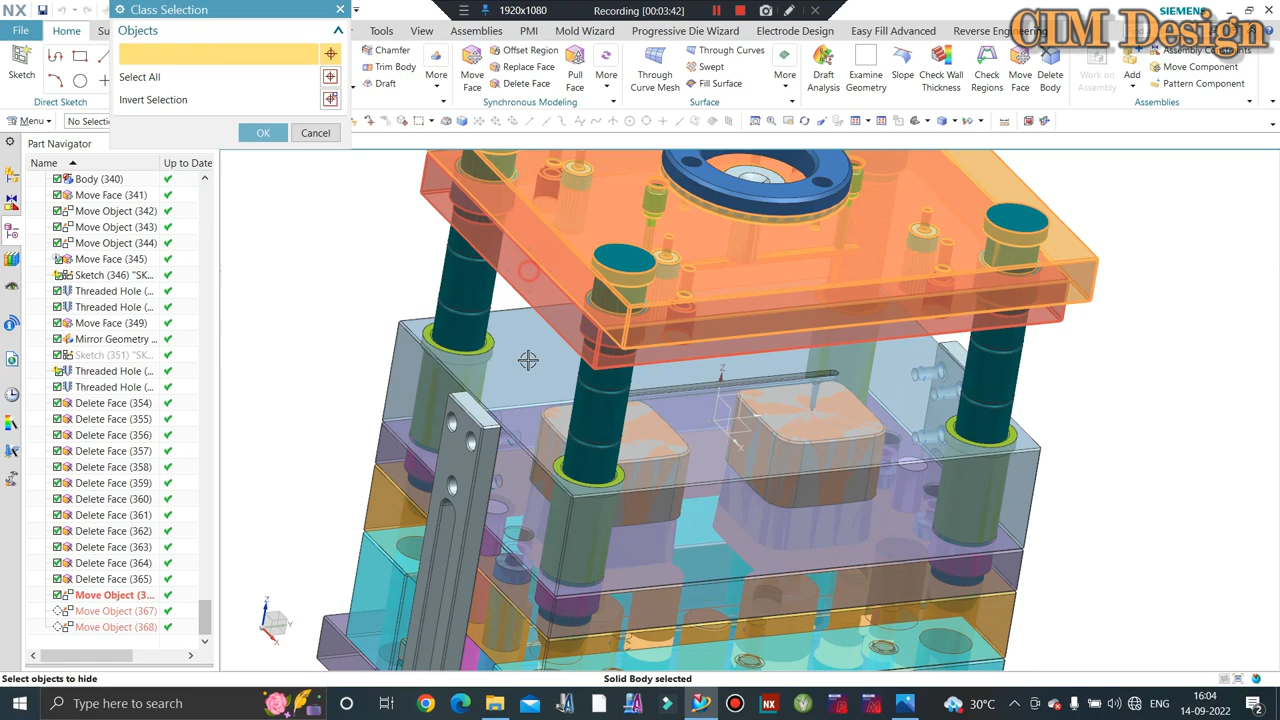 NX
Class Selection
1920x1080
Recording [00:03:42]
SIEMENS
CIM Design
File
Home
Su
Tools
View
Assemblies
PMI
Mold Wizard
Progressive Die Wizard
Electrode Design
Easy Fill Advanced
Reverse Engineering
Objects
Select All
Invert Selection
OK
Cancel
Sketch
Direct Sketch
Chamfer
Trim Body
Draft
More
Move Face
Offset Region
Replace Face
Delete Face
Pull Face
More
Synchronous Modeling
Through Curve Mesh
Through Curves
Swept
Fill Surface
More
Surface
Draft Analysis
Examine Geometry
Slope
Check Wall Thickness
Check Regions
Move Face
Delete Body
Work on Assembly
Add
Assembly Constraints
Move Component
Pattern Component
Assemblies
Menu
No Selectio
Part Navigator
Name
Up to Date
Body (340)
Move Face (341)
Move Object (342)
Move Object (343)
Move Object (344)
Move Face (345)
Sketch (346) "SK...
Threaded Hole (...
Threaded Hole (...
Move Face (349)
Mirror Geometry ...
Sketch (351) "SK...
Threaded Hole (...
Threaded Hole (...
Delete Face (354)
Delete Face (355)
Delete Face (356)
Delete Face (357)
Delete Face (358)
Delete Face (359)
Delete Face (360)
Delete Face (361)
Delete Face (362)
Delete Face (363)
Delete Face (364)
Delete Face (365)
Move Object (3...
Move Object (367)
Move Object (368)
Z
X
Z
Y
X
Select objects to hide
Solid Body selected
Type here to search
30°C
ENG
16:04
14-09-2022